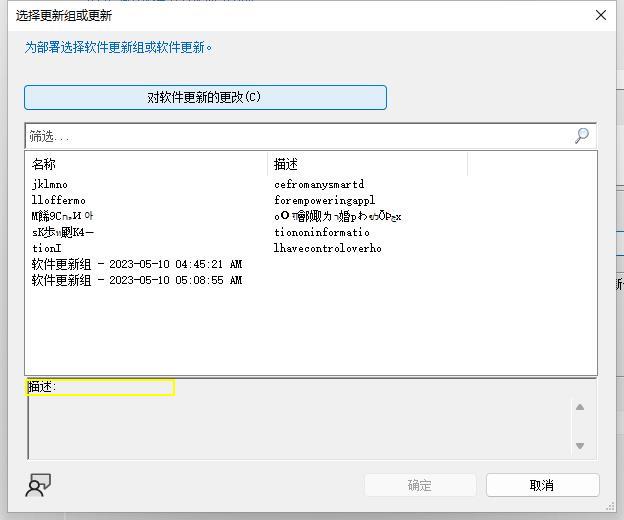 选择更新组或更新
为部署选择软件更新组或软件更新。
对软件更新的更改(C)
筛选...
名称 描述
jklmno cefromanysmartd
lloffermo forempoweringappl
sK歩 K4一 tiononinformatio
tionI lhavecontroloverho
软件更新组 - 2023-05-10 04:45:21 AM
软件更新组 - 2023-05-10 05:08:55 AM
描述:
确定 取消